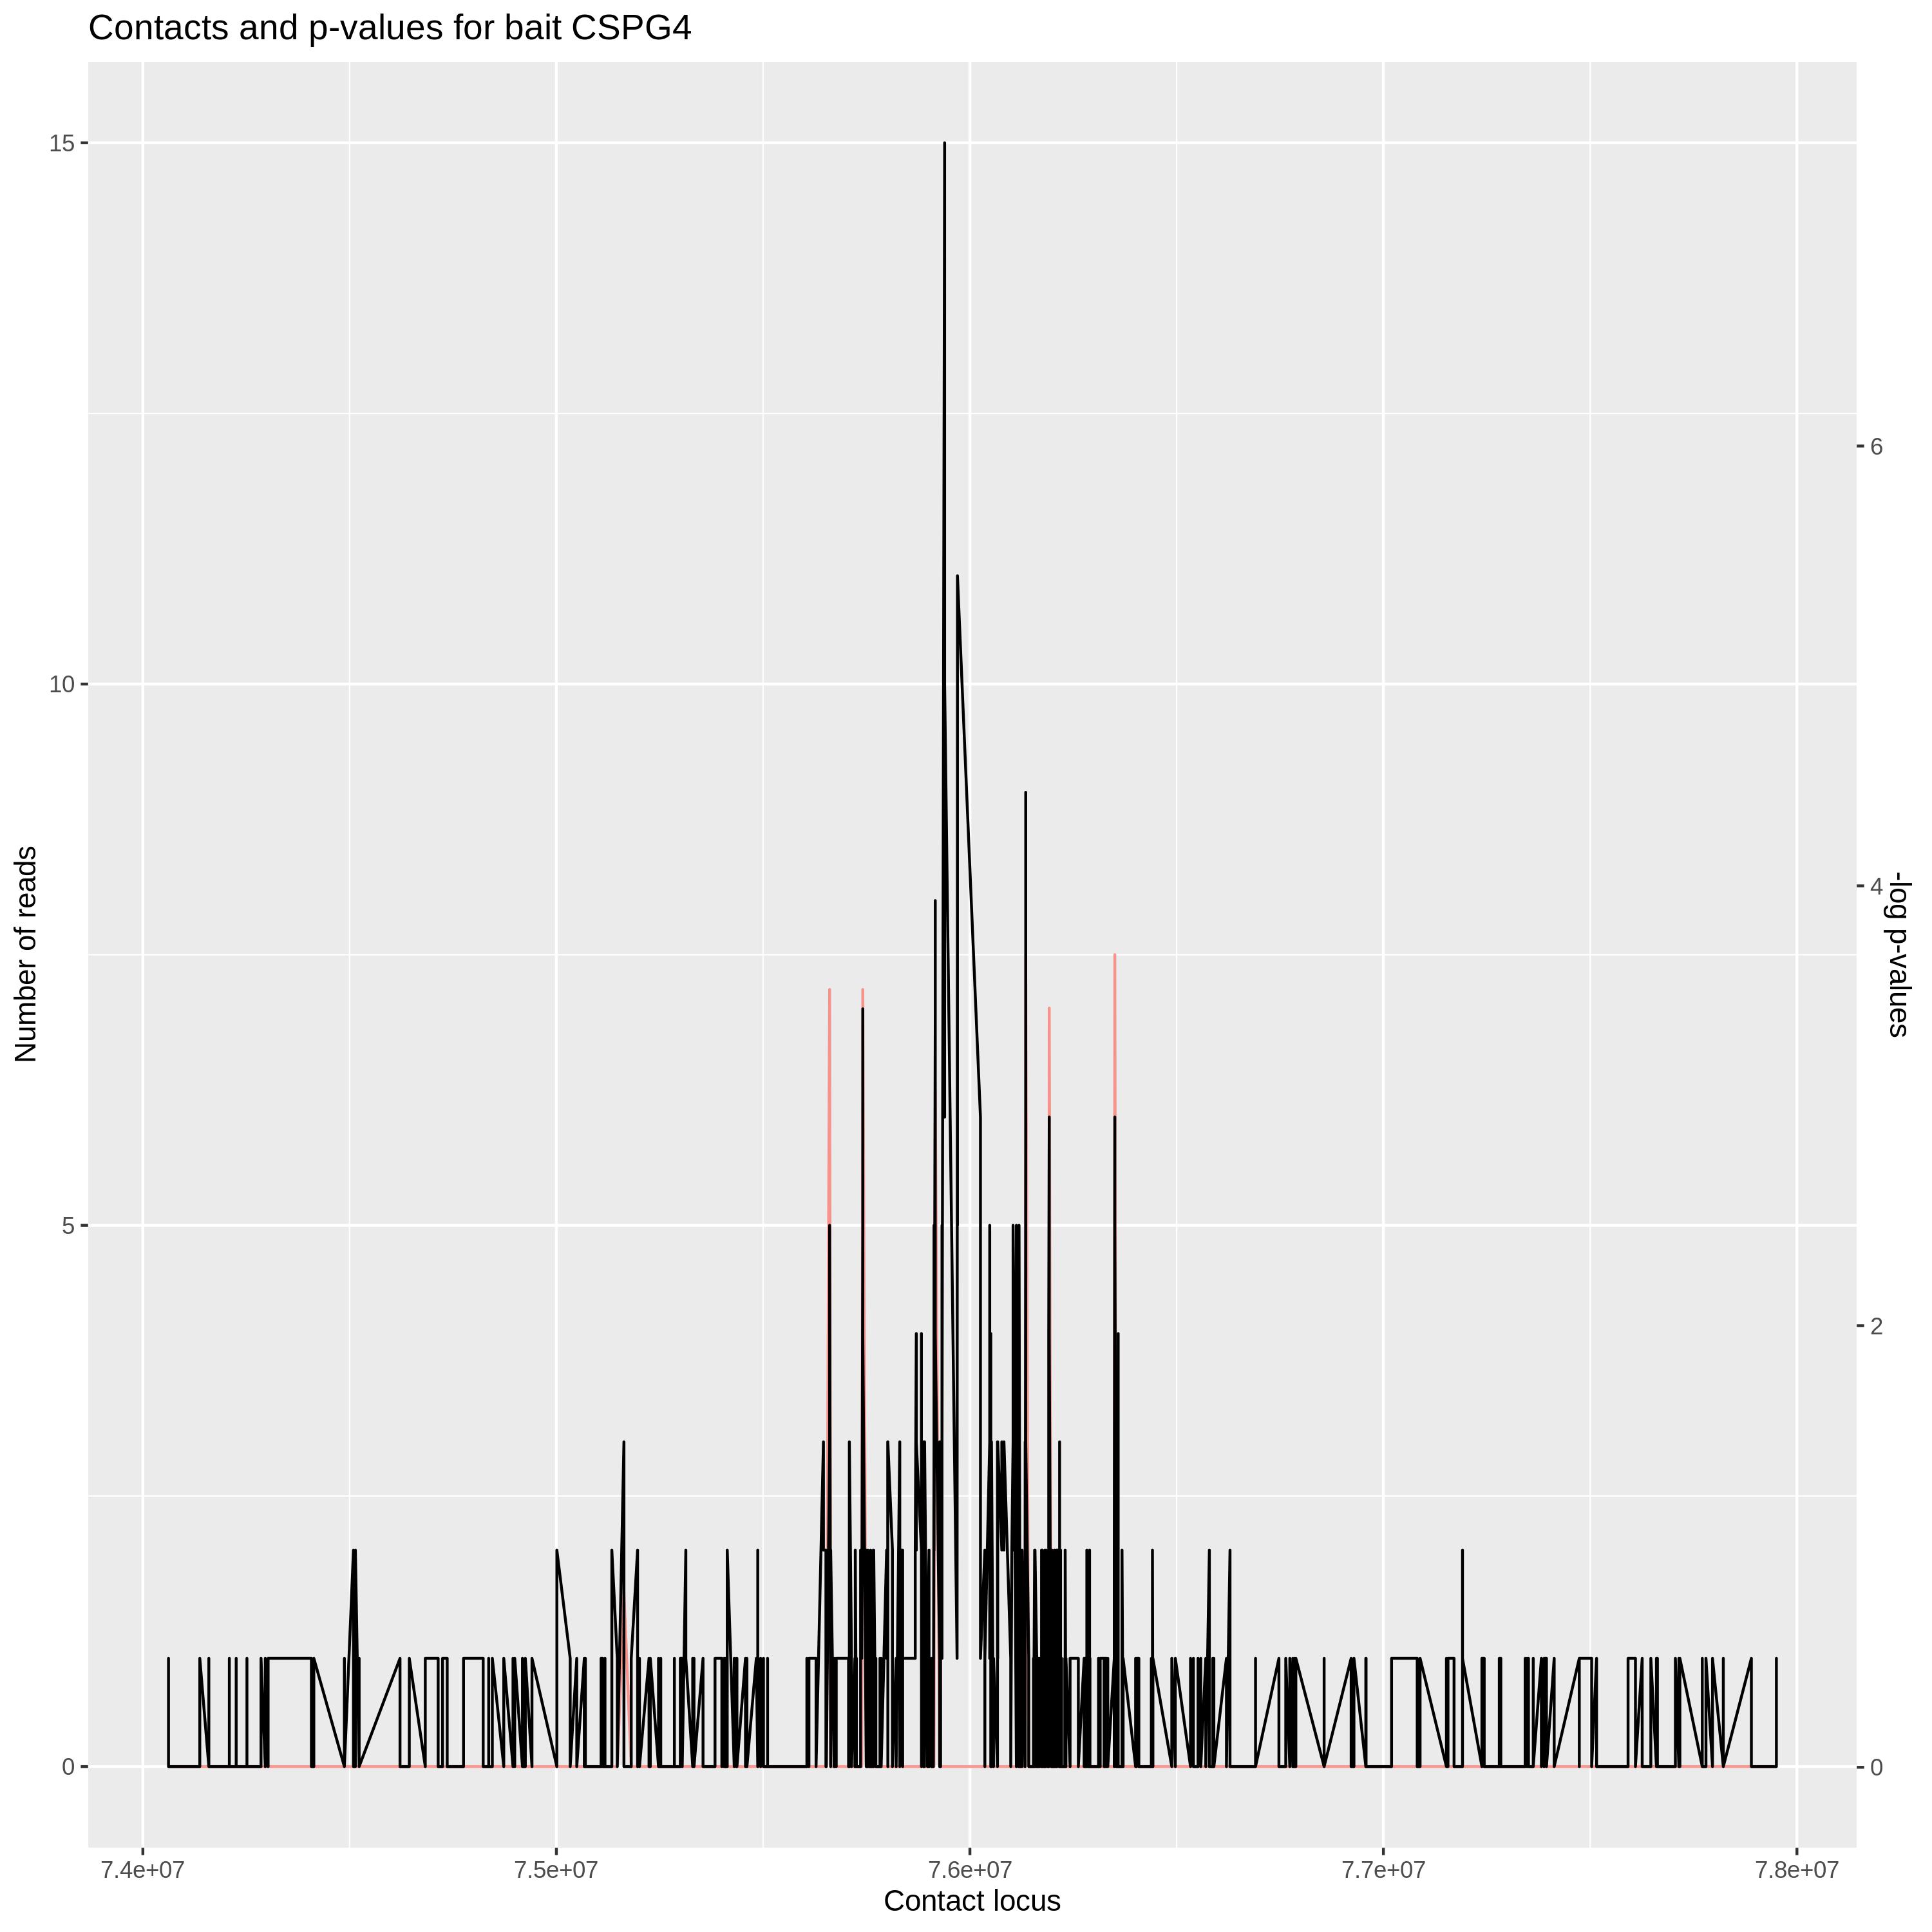 Contacts and p-values for bait CSPG4
15
10
5
0
Number of reads
6
4
2
0
-log p-values
7.4e+07 7.5e+07 7.6e+07 7.7e+07 7.8e+07
Contact locus